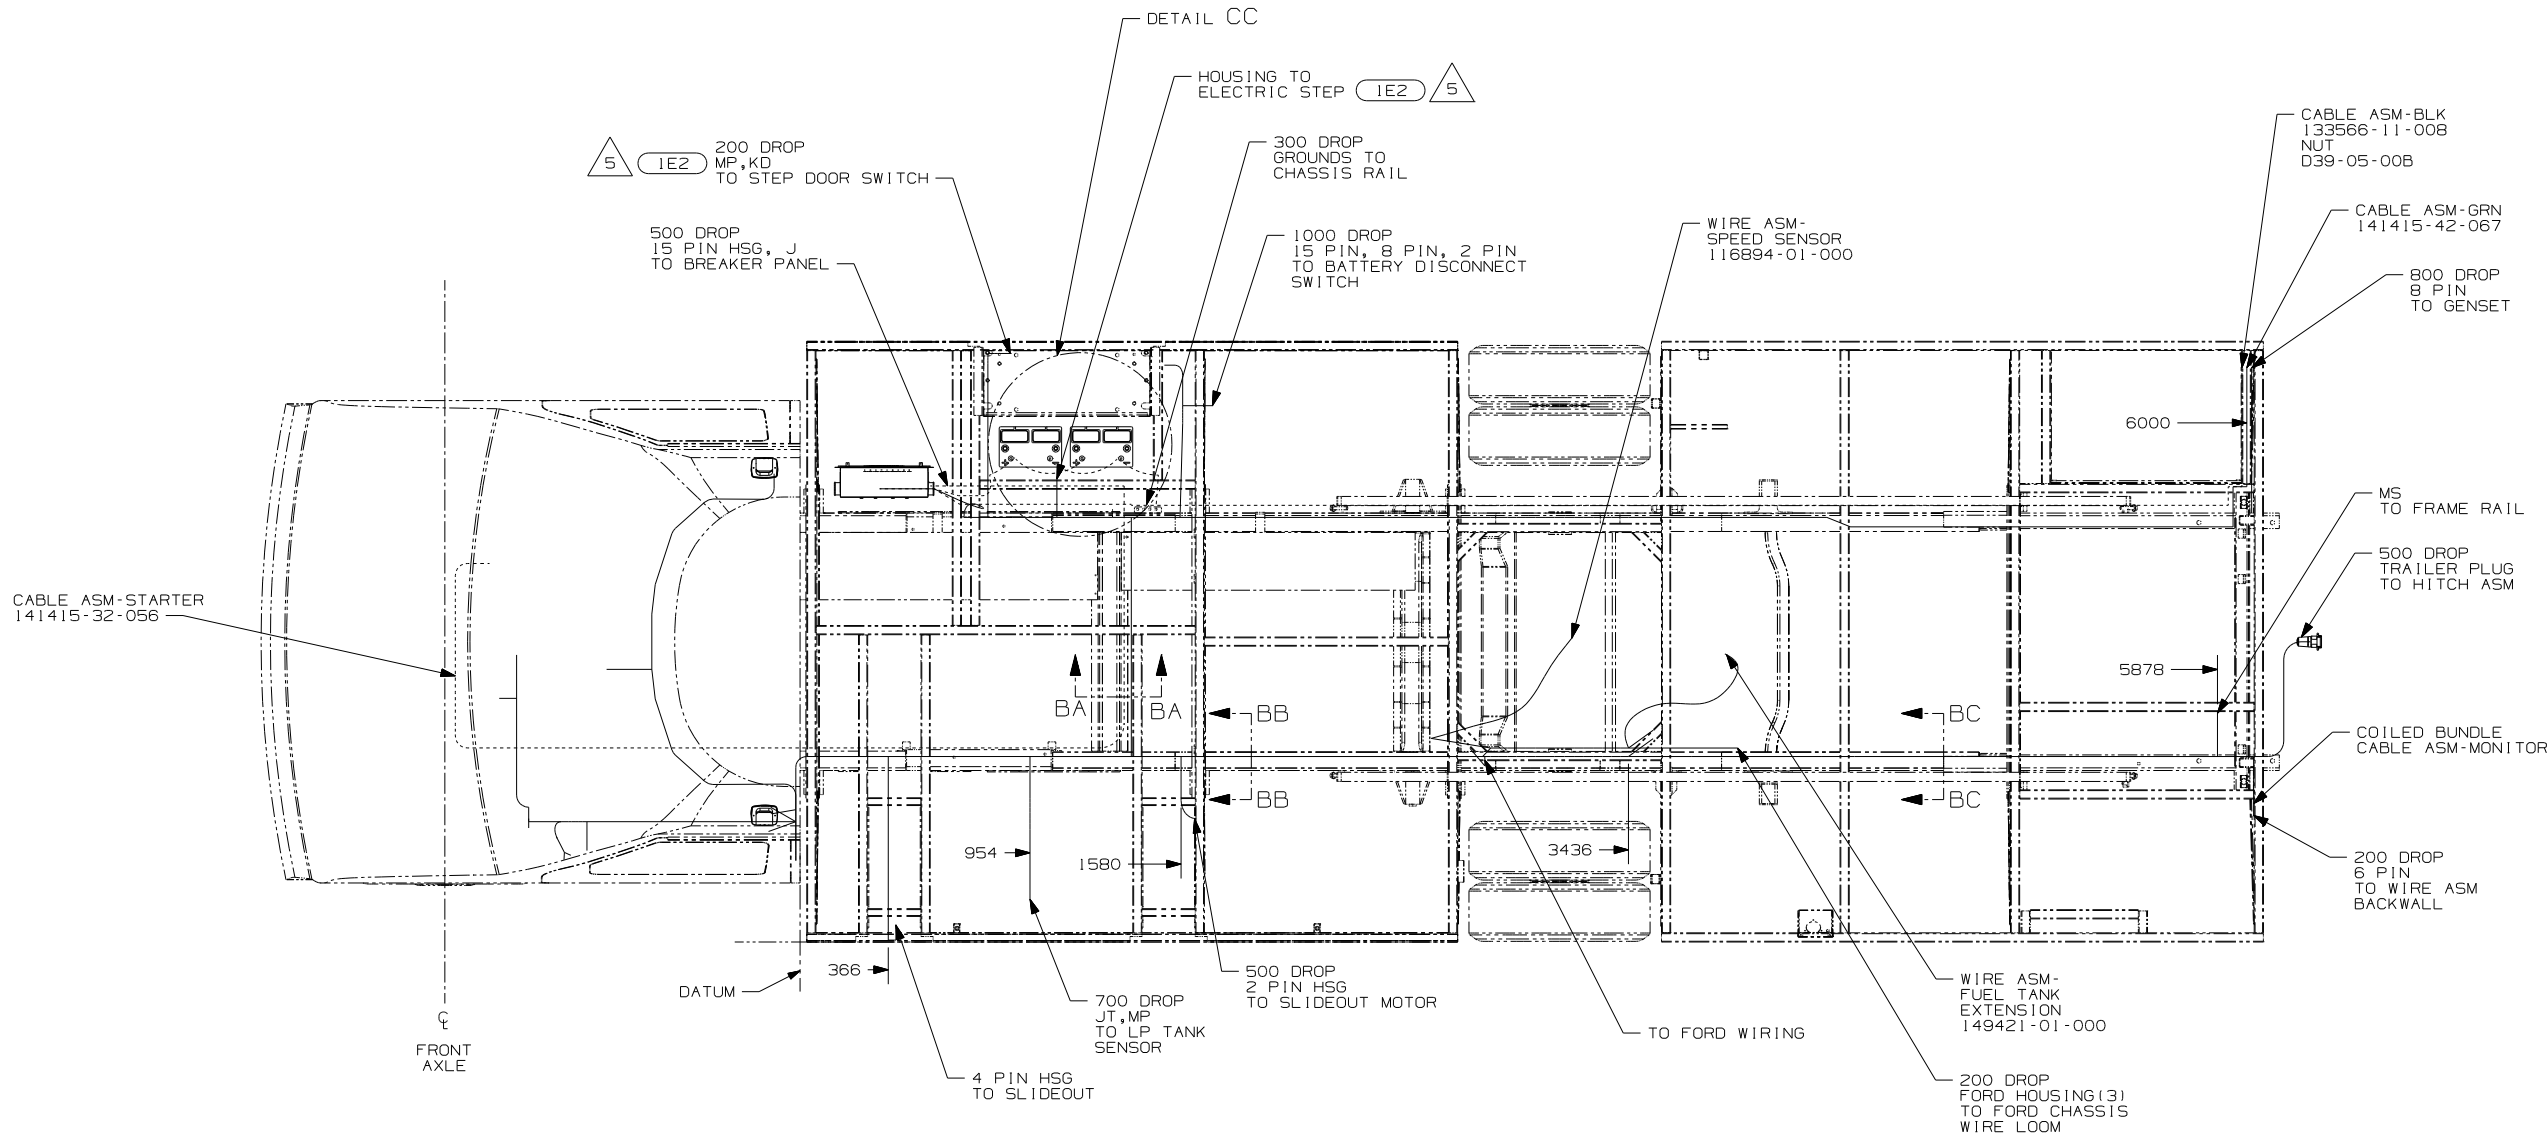 DETAIL CC
HOUSING TO
ELECTRIC STEP 1E2 5
5 1E2
200 DROP
MP,KD
TO STEP DOOR SWITCH
300 DROP
GROUNDS TO
CHASSIS RAIL
500 DROP
15 PIN HSG, J
TO BREAKER PANEL
1000 DROP
15 PIN, 8 PIN, 2 PIN
TO BATTERY DISCONNECT
SWITCH
WIRE ASM-
SPEED SENSOR
116894-01-000
CABLE ASM-BLK
133566-11-008
NUT
D39-05-00B
CABLE ASM-GRN
141415-42-067
800 DROP
8 PIN
TO GENSET
6000
MS
TO FRAME RAIL
500 DROP
TRAILER PLUG
TO HITCH ASM
CABLE ASM-STARTER
141415-32-056
5878
BA BA
BB
BB
BC
BC
COILED BUNDLE
CABLE ASM-MONITOR
954
1580
3436
200 DROP
6 PIN
TO WIRE ASM
BACKWALL
366
DATUM
500 DROP
2 PIN HSG
TO SLIDEOUT MOTOR
700 DROP
JT,MP
TO LP TANK
SENSOR
TO FORD WIRING
WIRE ASM-
FUEL TANK
EXTENSION
149421-01-000
CL
FRONT
AXLE
4 PIN HSG
TO SLIDEOUT
200 DROP
FORD HOUSING(3)
TO FORD CHASSIS
WIRE LOOM